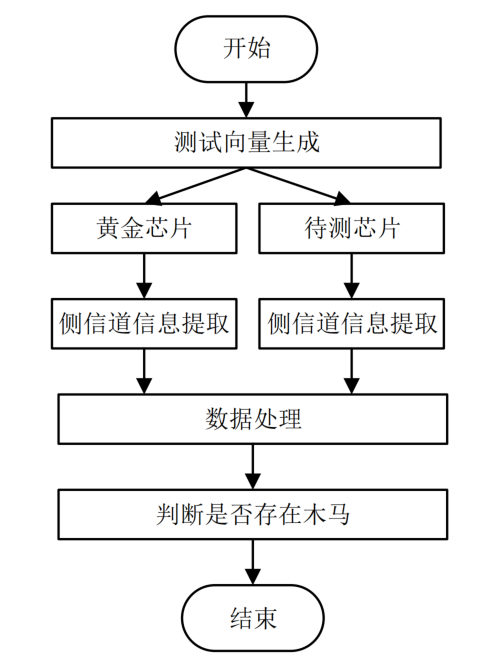 开始
测试向量生成
黄金芯片
待测芯片
侧信道信息提取
侧信道信息提取
数据处理
判断是否存在木马
结束